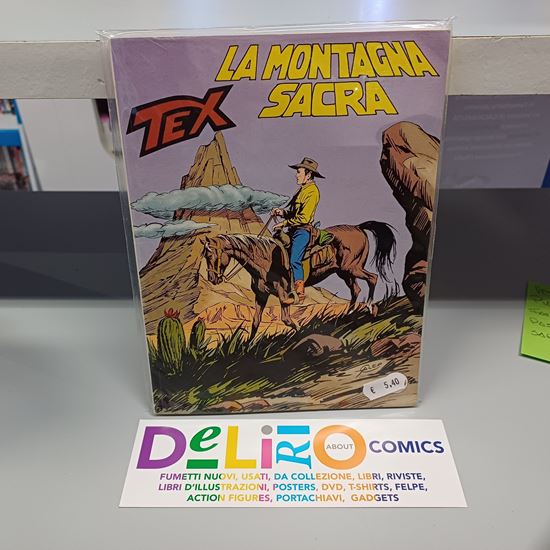 LA MONTAGNA
SACRA
TEX
€ 5,40
DeLiRiO ABOUT COMICS
FUMETTI NUOVI, USATI, DA COLLEZIONE, LIBRI, RIVISTE,
LIBRI D'ILLUSTRAZIONI, POSTERS, DVD, T-SHIRTS, FELPE,
ACTION FIGURES, PORTACHIAVI, GADGETS